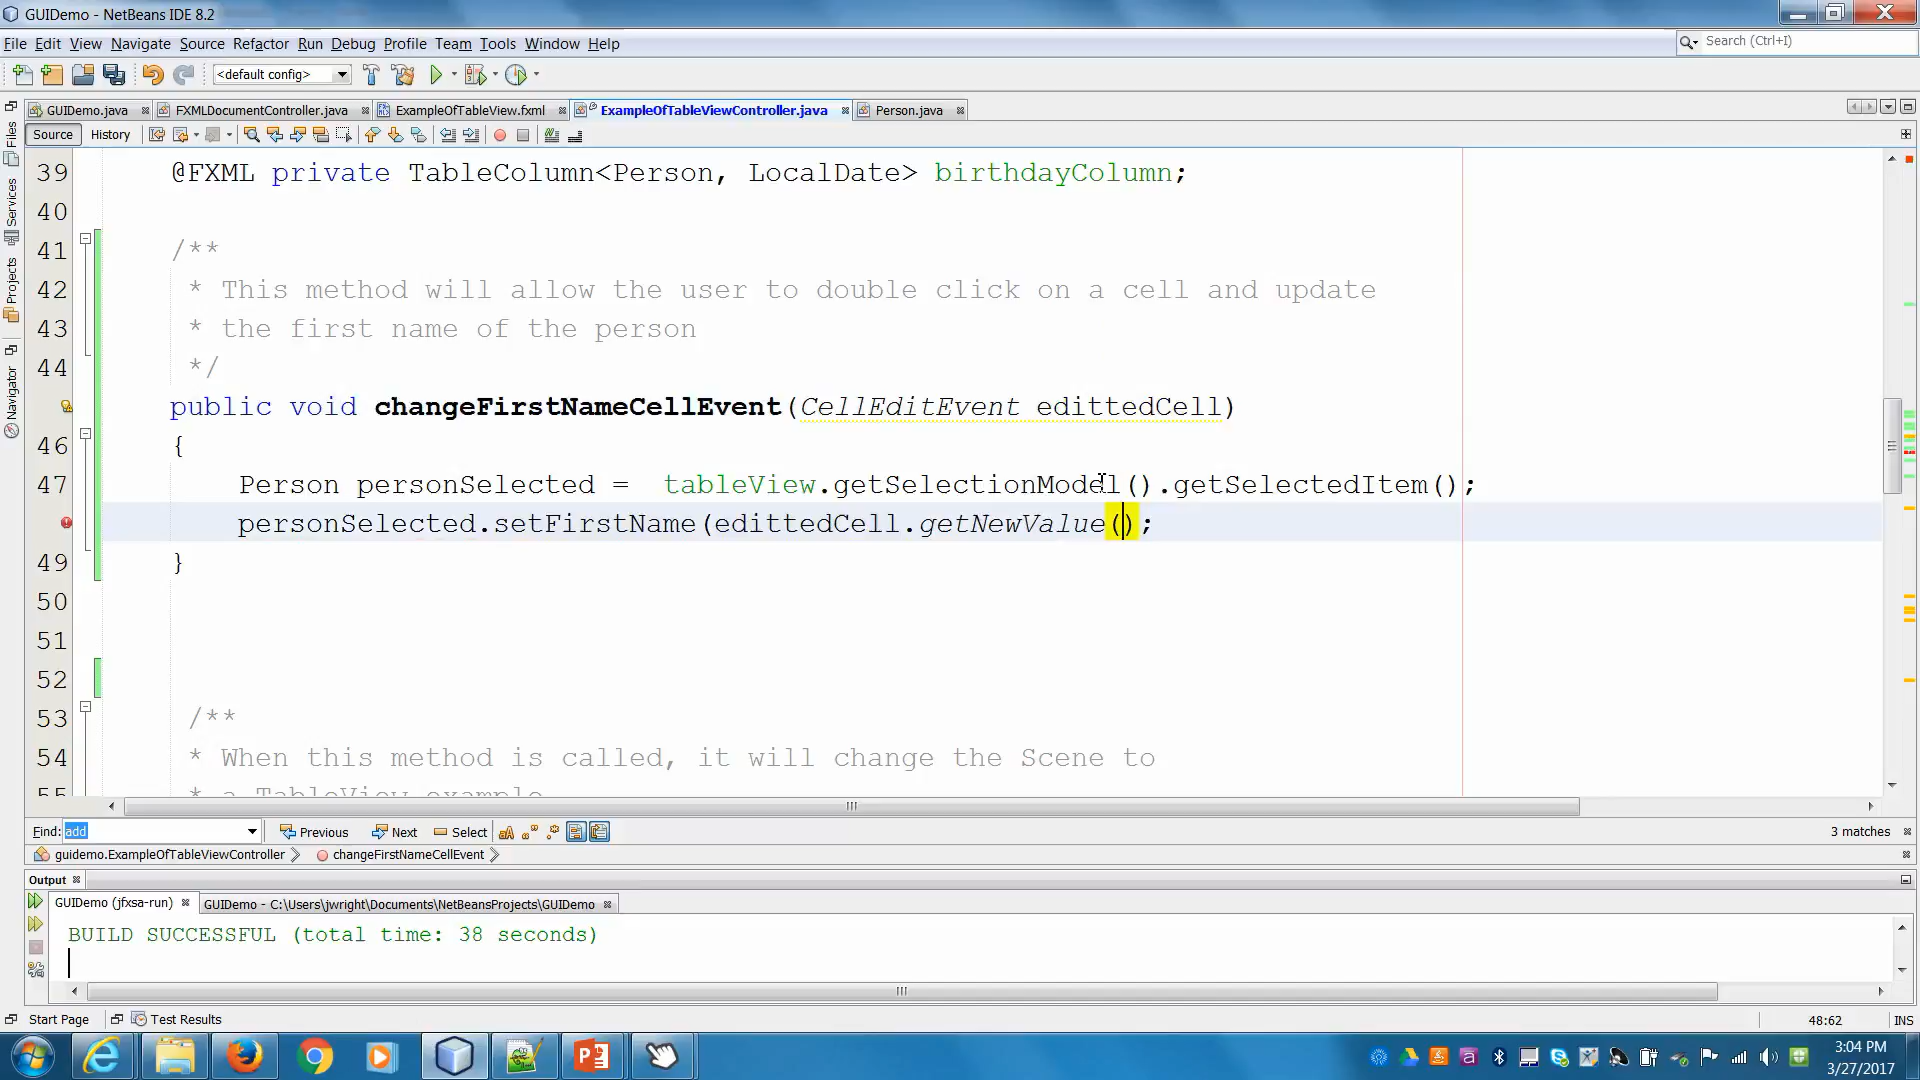 GUIDemo - NetBeans IDE 8.2
File Edit View Navigate Source Refactor Run Debug Profile Team Tools Window Help
Search (Ctrl+I)
<default config>
GUIDemo.java FXMLDocumentController.java ExampleOfTableView.fxml ExampleOfTableViewController.java Person.java
Source History
Files
Services
Projects
Navigator
39 @FXML private TableColumn<Person, LocalDate> birthdayColumn;
40
41 /**
42 * This method will allow the user to double click on a cell and update
43 * the first name of the person
44 */
public void changeFirstNameCellEvent(CellEditEvent edittedCell)
46 {
47 Person personSelected =  tableView.getSelectionModel().getSelectedItem();
personSelected.setFirstName(edittedCell.getNewValue();
49 }
50
51
52
53 /**
54 * When this method is called, it will change the Scene to
55 * a TableView example
Find: add Previous Next Select 3 matches
guidemo.ExampleOfTableViewController changeFirstNameCellEvent
Output
GUIDemo (jfxsa-run) GUIDemo - C:\Users\jwright\Documents\NetBeansProjects\GUIDemo
BUILD SUCCESSFUL (total time: 38 seconds)
Start Page Test Results 48:62 INS
3:04 PM
3/27/2017